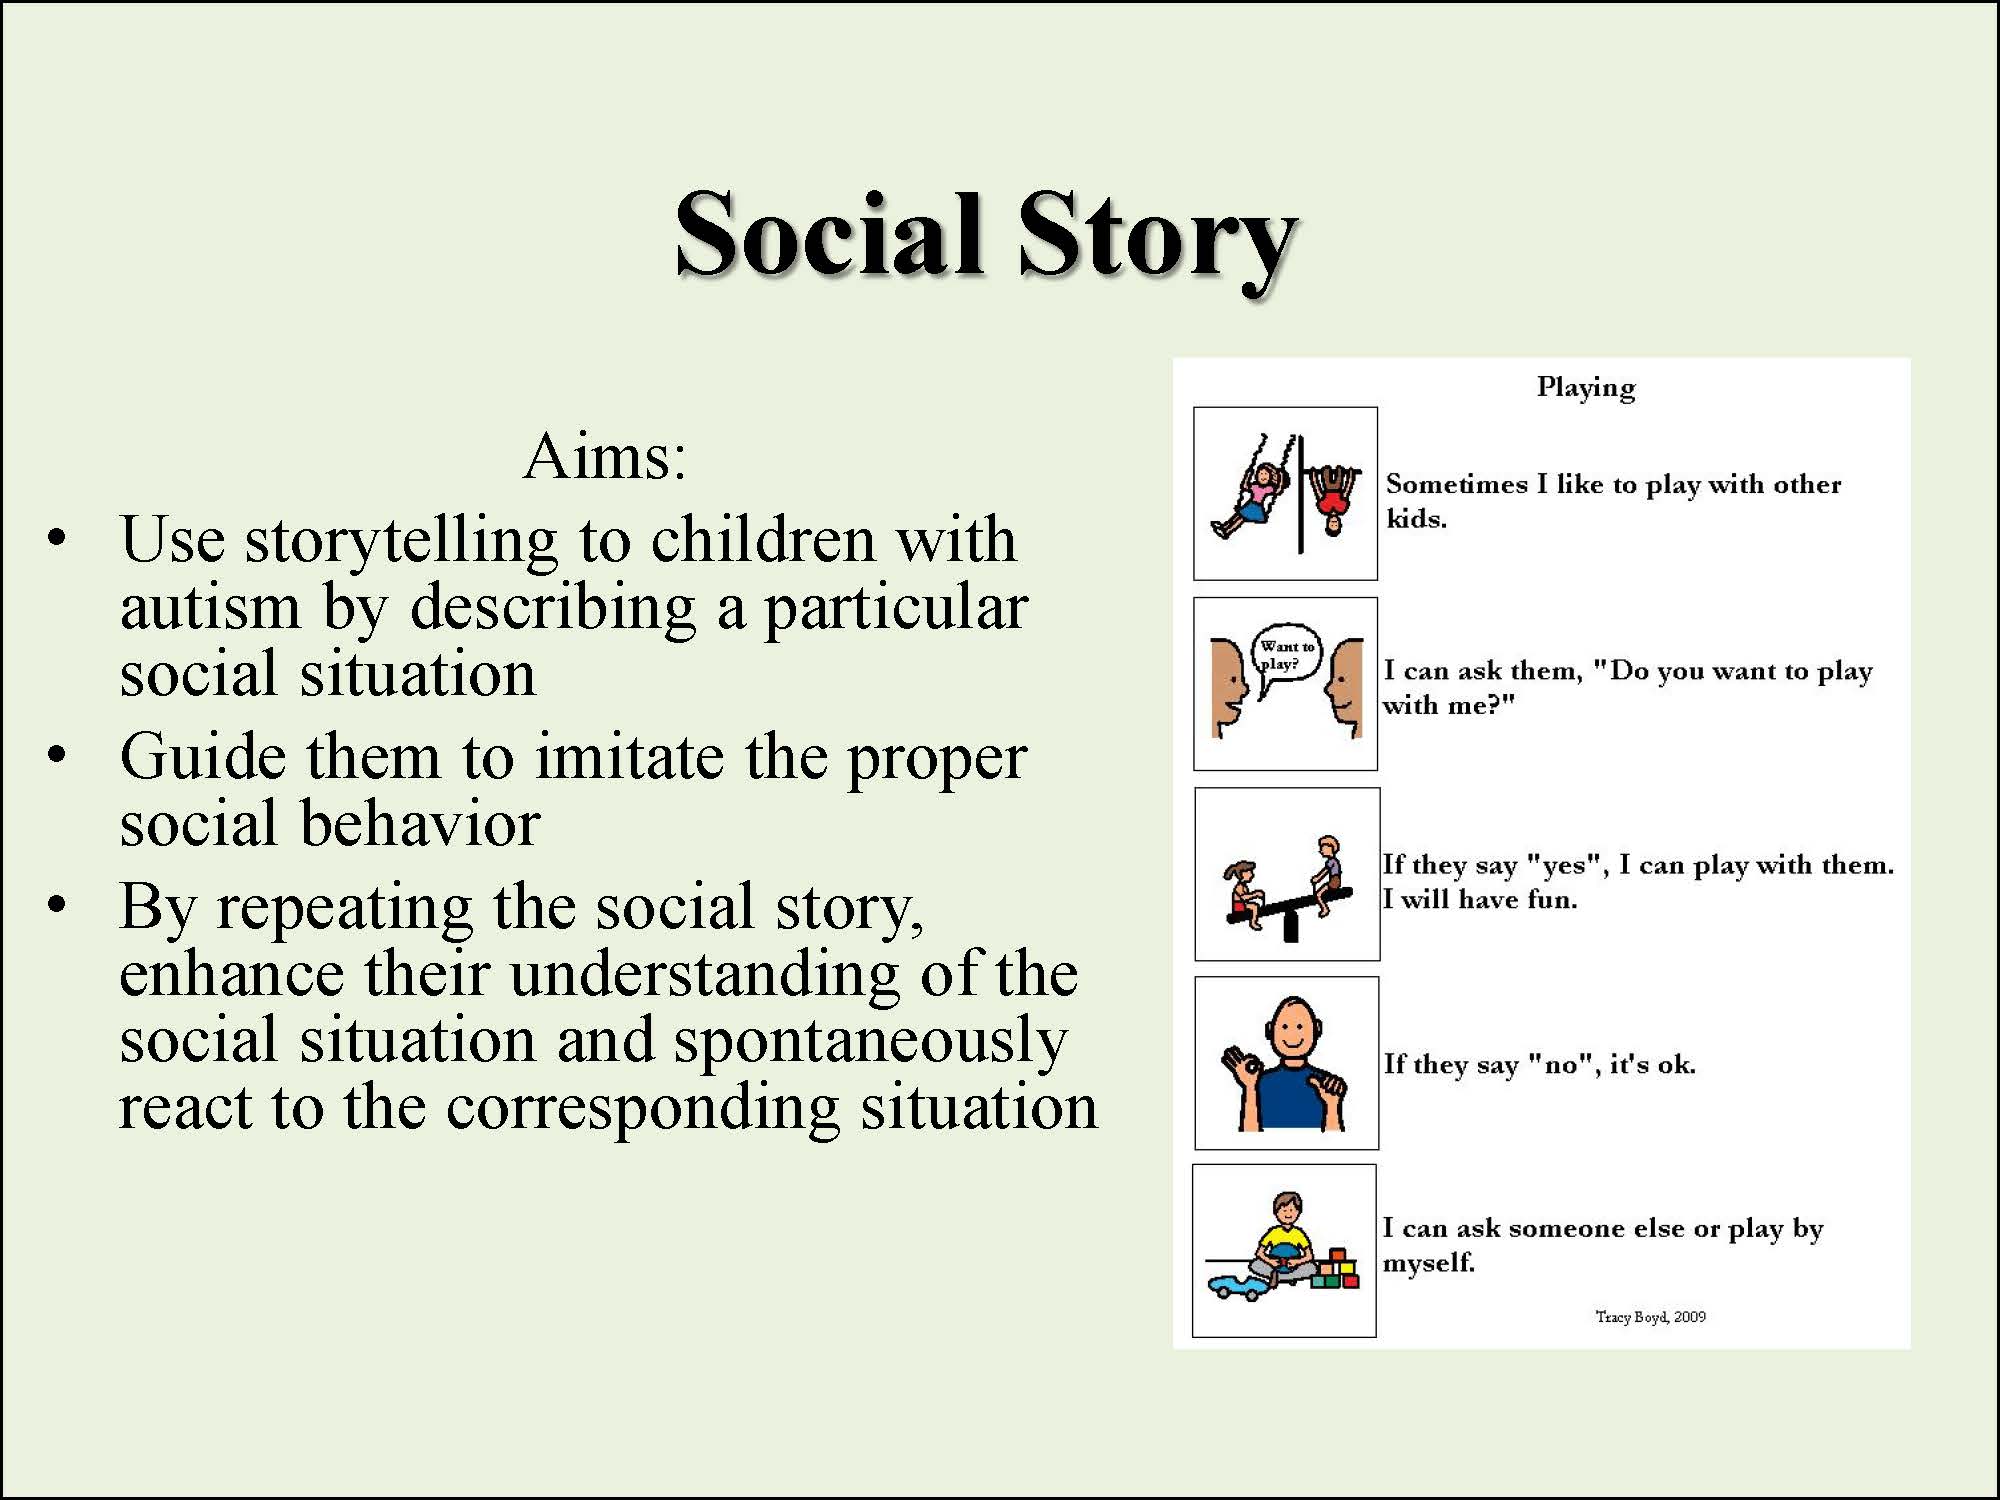 Social Story
Aims:
• Use storytelling to children with
autism by describing a particular
social situation
• Guide them to imitate the proper
social behavior
• By repeating the social story,
enhance their understanding of the
social situation and spontaneously
react to the corresponding situation
Playing
Sometimes I like to play with other
kids.
Want to
play?
I can ask them, "Do you want to play
with me?"
If they say "yes", I can play with them.
I will have fun.
If they say "no", it's ok.
I can ask someone else or play by
myself.
Tracy Boyd, 2009